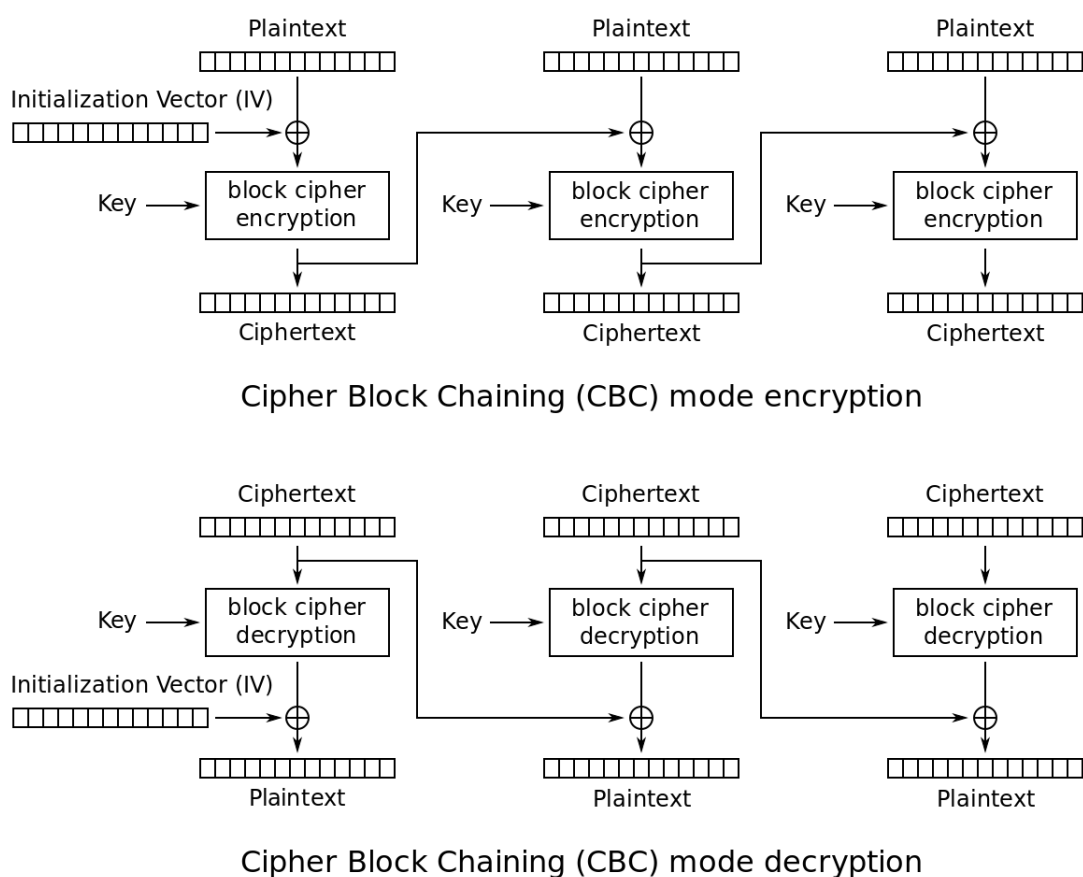 Plaintext
Plaintext
Plaintext
Initialization Vector (IV)
Key
block cipher
encryption
Key
block cipher
encryption
Key
block cipher
encryption
Ciphertext
Ciphertext
Ciphertext
Cipher Block Chaining (CBC) mode encryption
Ciphertext
Ciphertext
Ciphertext
Key
block cipher
decryption
Key
block cipher
decryption
Key
block cipher
decryption
Initialization Vector (IV)
Plaintext
Plaintext
Plaintext
Cipher Block Chaining (CBC) mode decryption